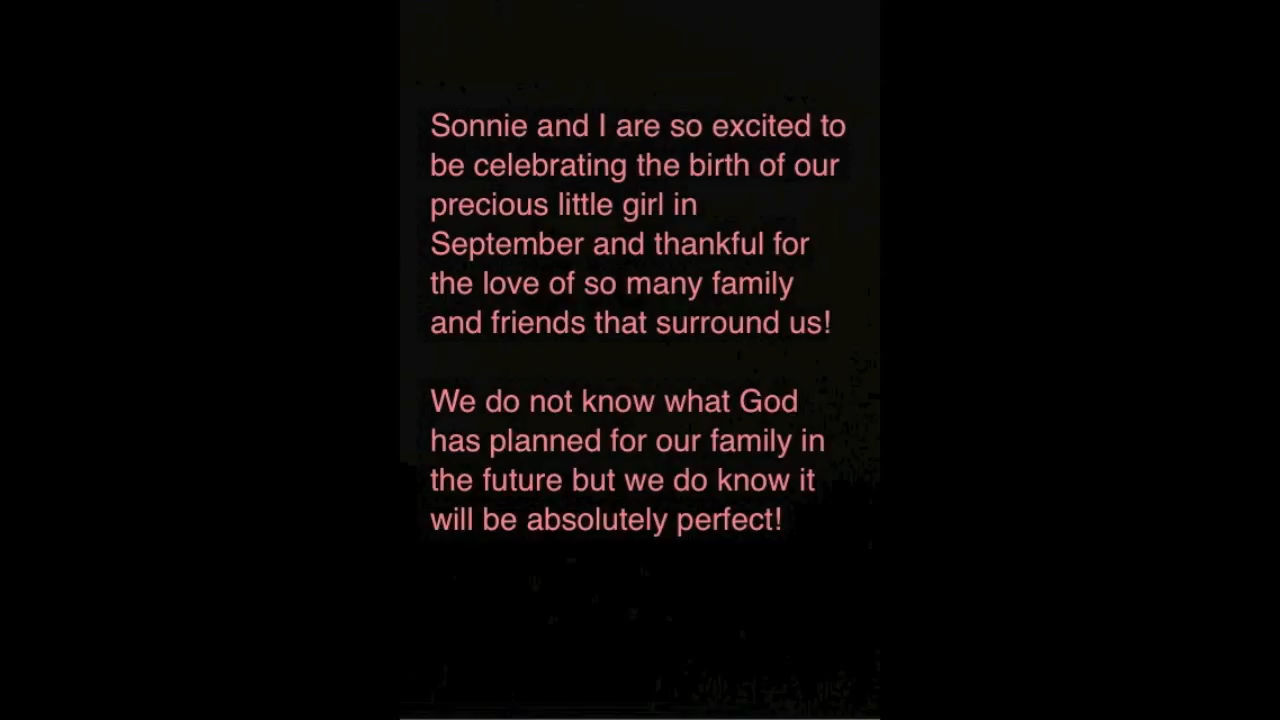 Sonnie and I are so excited to
be celebrating the birth of our
precious little girl in
September and thankful for
the love of so many family
and friends that surround us!
We do not know what God
has planned for our family in
the future but we do know it
will be absolutely perfect!